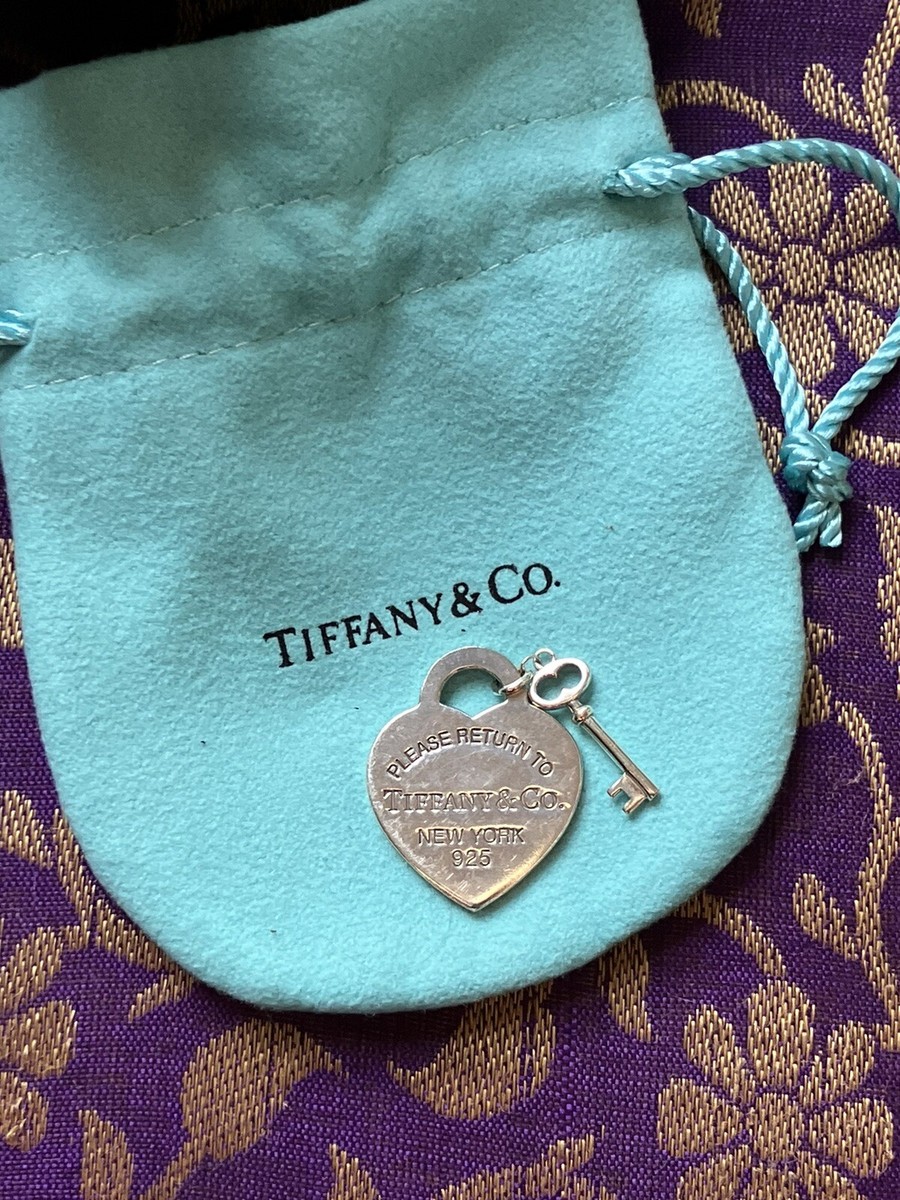 TIFFANY & CO.
PLEASE RETURN TO
TIFFANY & CO.
NEW YORK
925